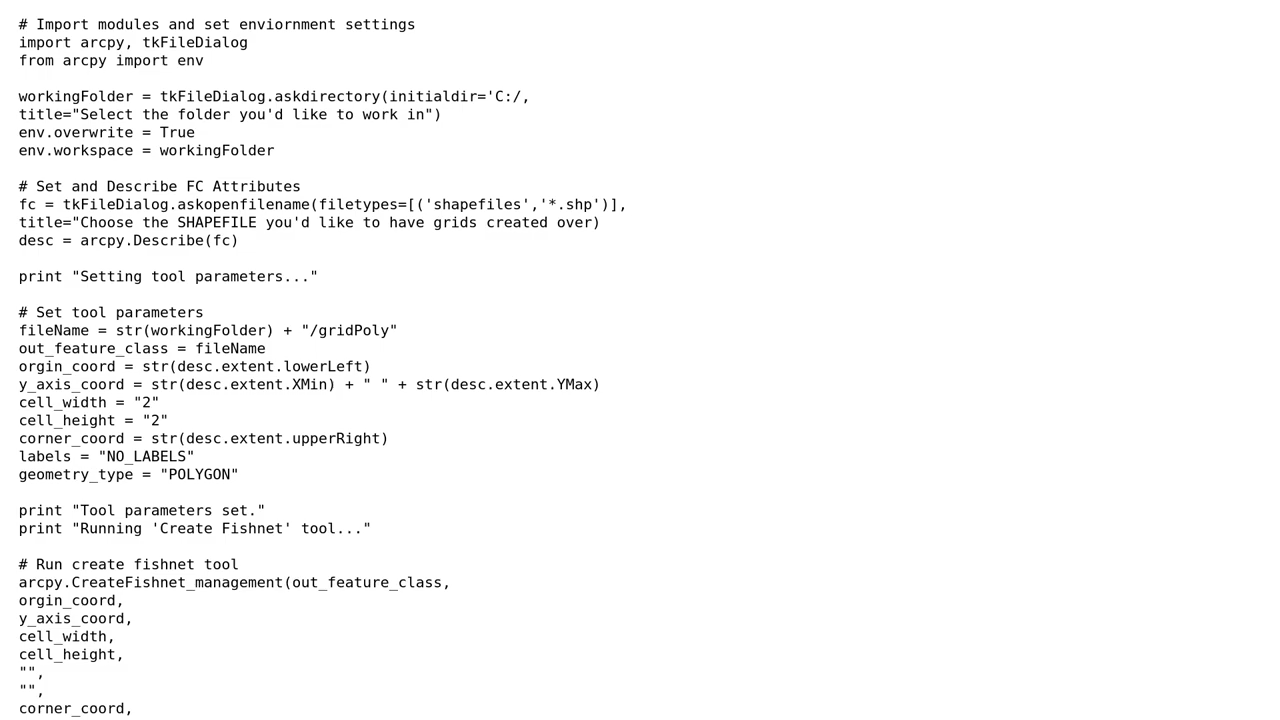 # Import modules and set enviornment settings
import arcpy, tkFileDialog
from arcpy import env

workingFolder = tkFileDialog.askdirectory(initialdir='C:/,
title="Select the folder you'd like to work in")
env.overwrite = True
env.workspace = workingFolder

# Set and Describe FC Attributes
fc = tkFileDialog.askopenfilename(filetypes=[('shapefiles','*.shp')],
title="Choose the SHAPEFILE you'd like to have grids created over)
desc = arcpy.Describe(fc)

print "Setting tool parameters..."

# Set tool parameters
fileName = str(workingFolder) + "/gridPoly"
out_feature_class = fileName
orgin_coord = str(desc.extent.lowerLeft)
y_axis_coord = str(desc.extent.XMin) + " " + str(desc.extent.YMax)
cell_width = "2"
cell_height = "2"
corner_coord = str(desc.extent.upperRight)
labels = "NO_LABELS"
geometry_type = "POLYGON"

print "Tool parameters set."
print "Running 'Create Fishnet' tool..."

# Run create fishnet tool
arcpy.CreateFishnet_management(out_feature_class,
orgin_coord,
y_axis_coord,
cell_width,
cell_height,
"",
"",
corner_coord,